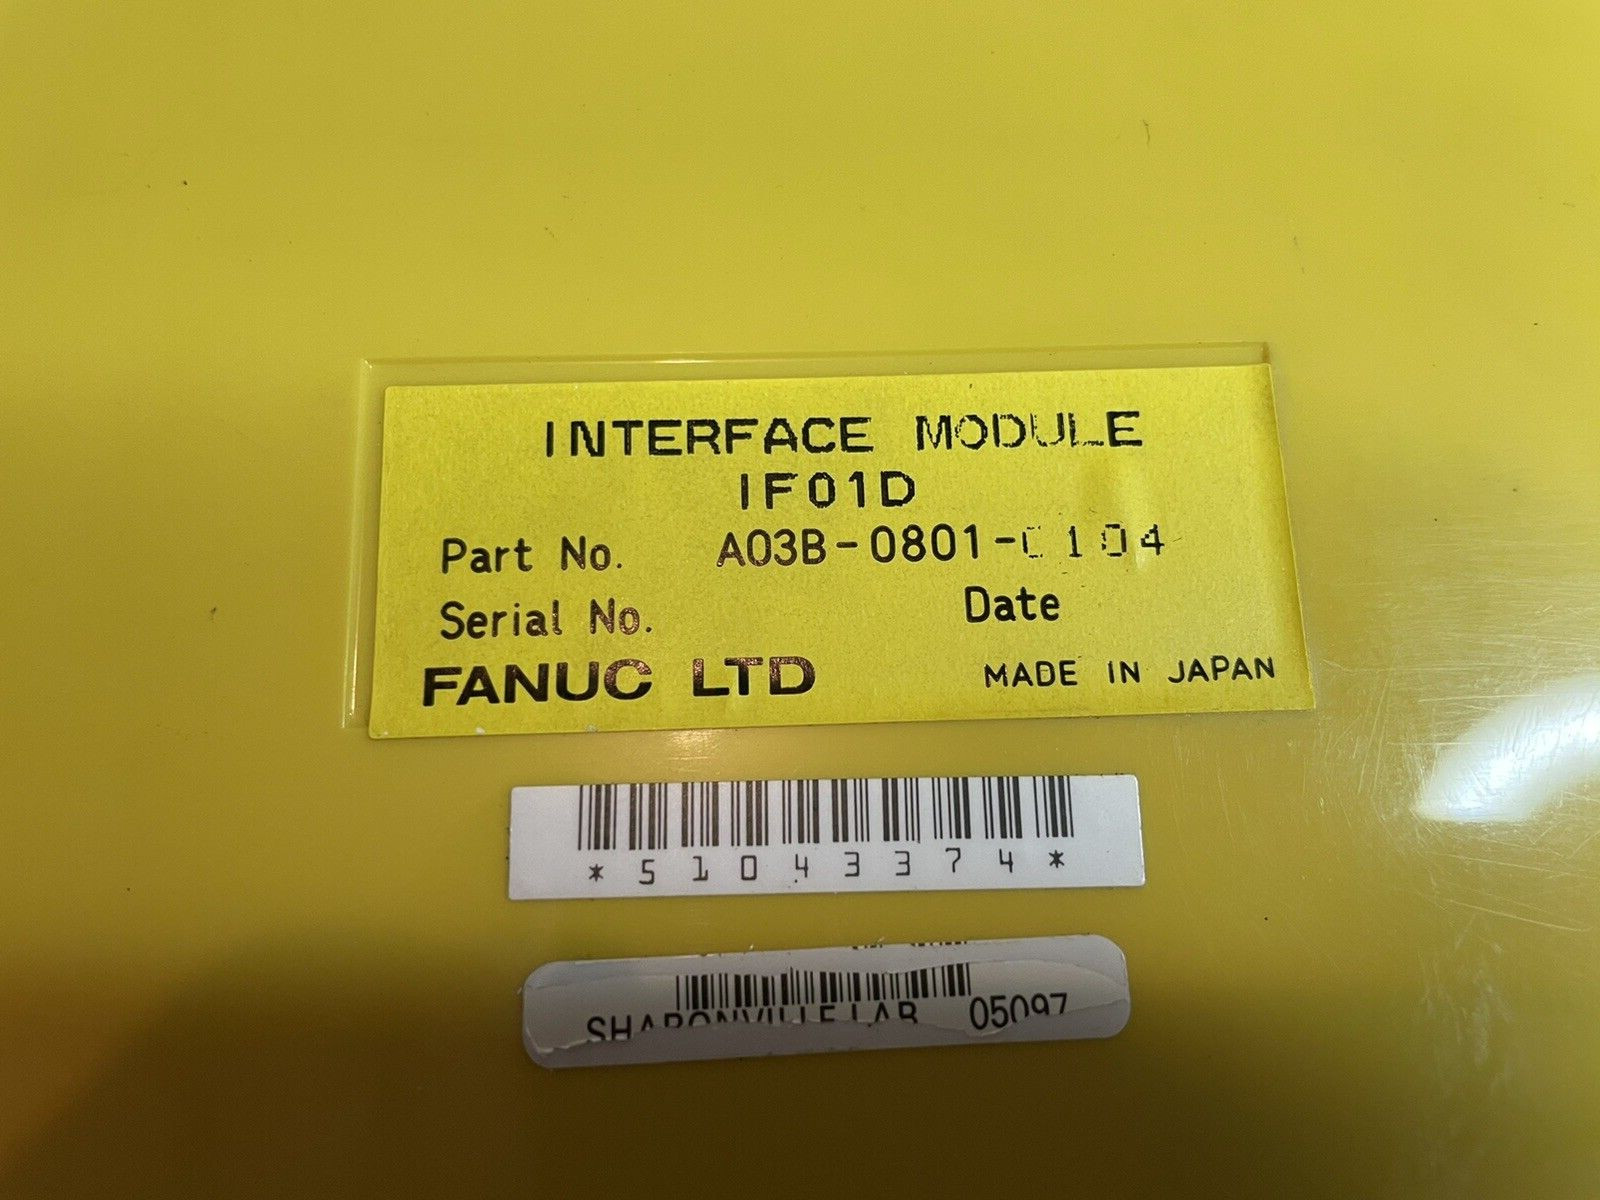 INTERFACE MODULE
IF01D
Part No. A03B-0801-C104
Serial No. Date
FANUC LTD MADE IN JAPAN
*51043374*
SHARONVILLE LAB 05097